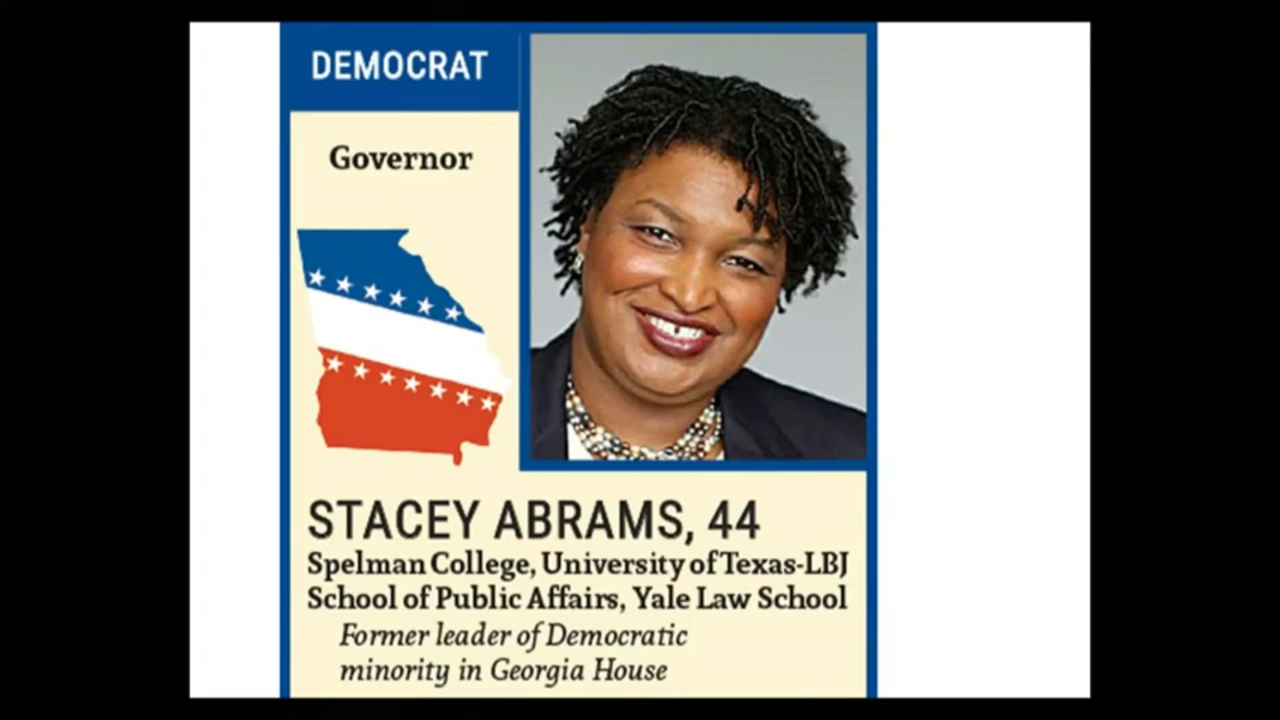 DEMOCRAT
Governor
STACEY ABRAMS, 44
Spelman College, University of Texas-LBJ
School of Public Affairs, Yale Law School
Former leader of Democratic
minority in Georgia House